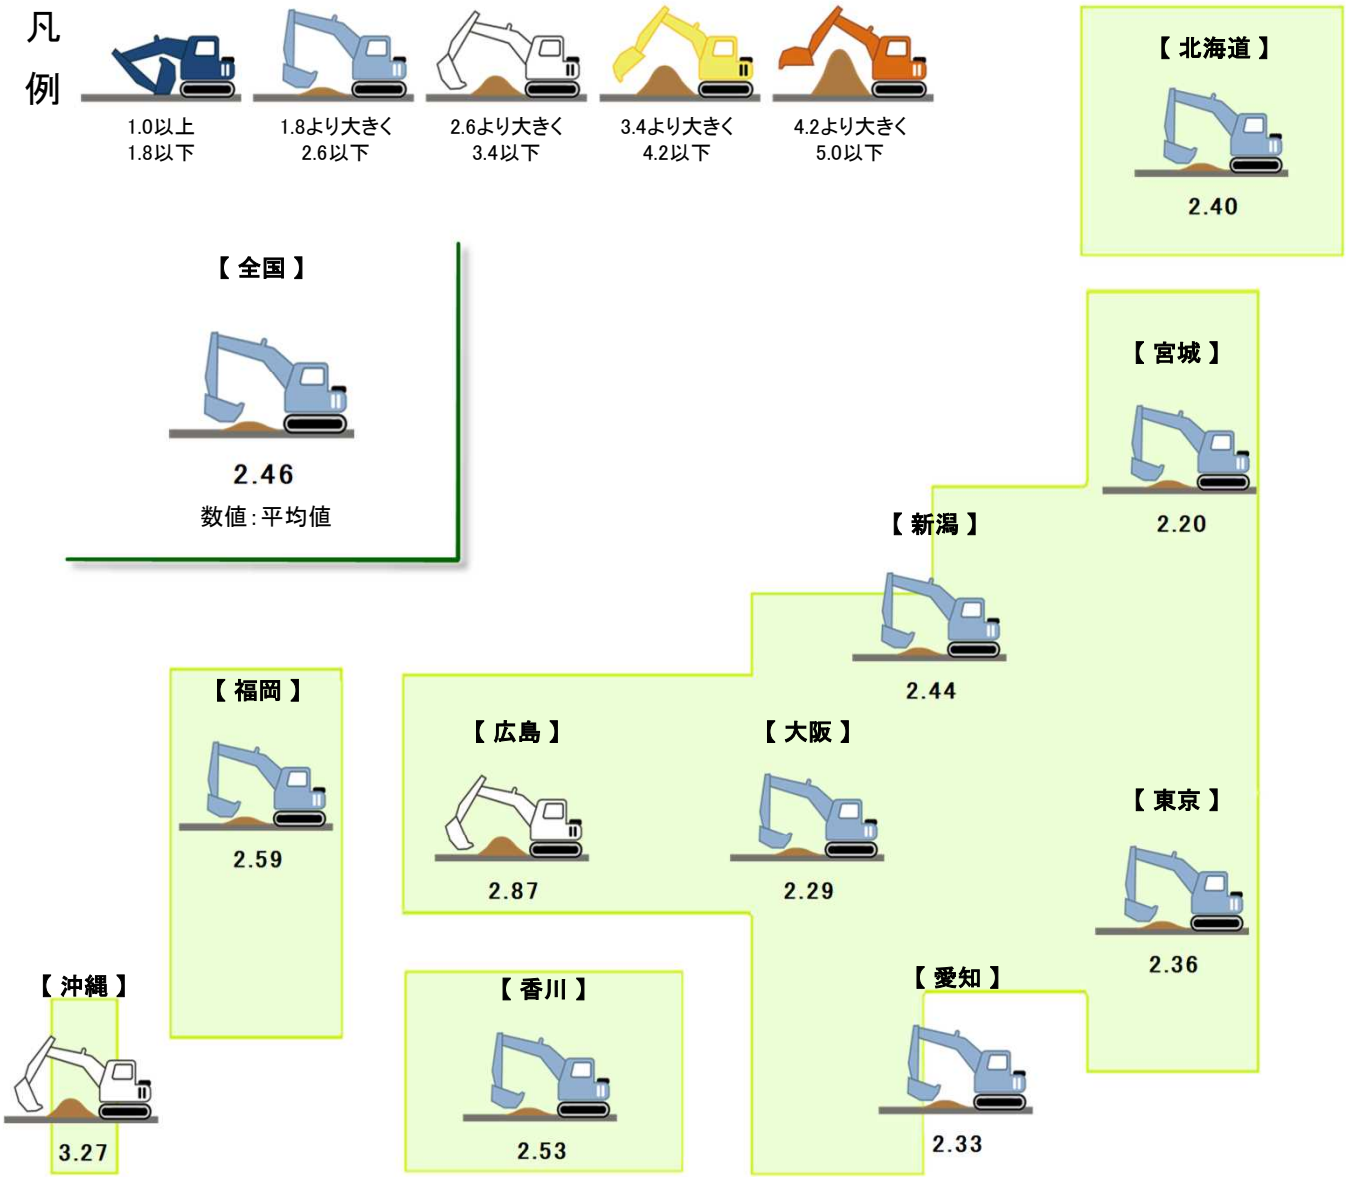 凡
例
1.0以上
1.8以下
1.8より大きく
2.6以下
2.6より大きく
3.4以下
3.4より大きく
4.2以下
4.2より大きく
5.0以下
【 北海道 】
2.40
【 全国 】
2.46
数値：平均値
【 宮城 】
2.20
【 新潟 】
2.44
【 福岡 】
2.59
【 広島 】
2.87
【 大阪 】
2.29
【 東京 】
2.36
【 沖縄 】
3.27
【 香川 】
2.53
【 愛知 】
2.33